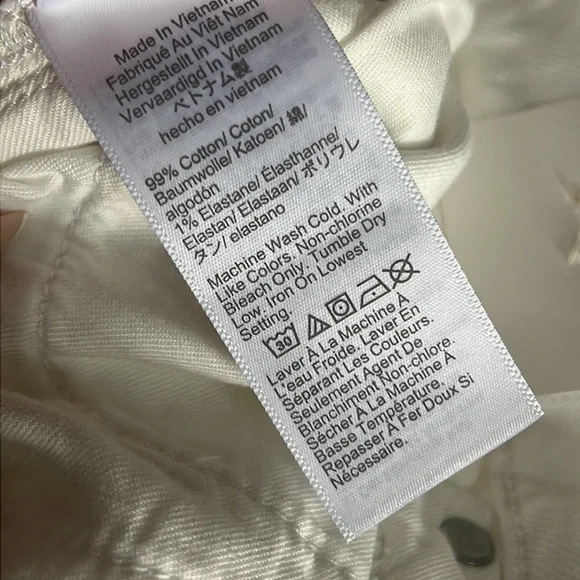 Made In Vietnam
Fabriqué Au Viêt Nam
Hergestellt In Vietnam
Vervaardigd In Vietnam
ベトナム製
hecho en vietnam
99% Cotton/ Coton/
Baumwolle/ Katoen/ 綿/
algodón
1% Elastane/ Élasthanne/
Elastan/ Elastaan/ ポリウレ
タン/ elastano
Machine Wash Cold. With
Like Colors. Non-chlorine
Bleach Only. Tumble Dry
Low. Iron On Lowest
Setting.
30
Laver À La Machine À
L'eau Froide. Laver En
Séparant Les Couleurs.
Seulement Agent De
Blanchiment Non-chlore.
Sécher À La Machine À
Basse Température.
Repasser À Fer Doux Si
Nécessaire.